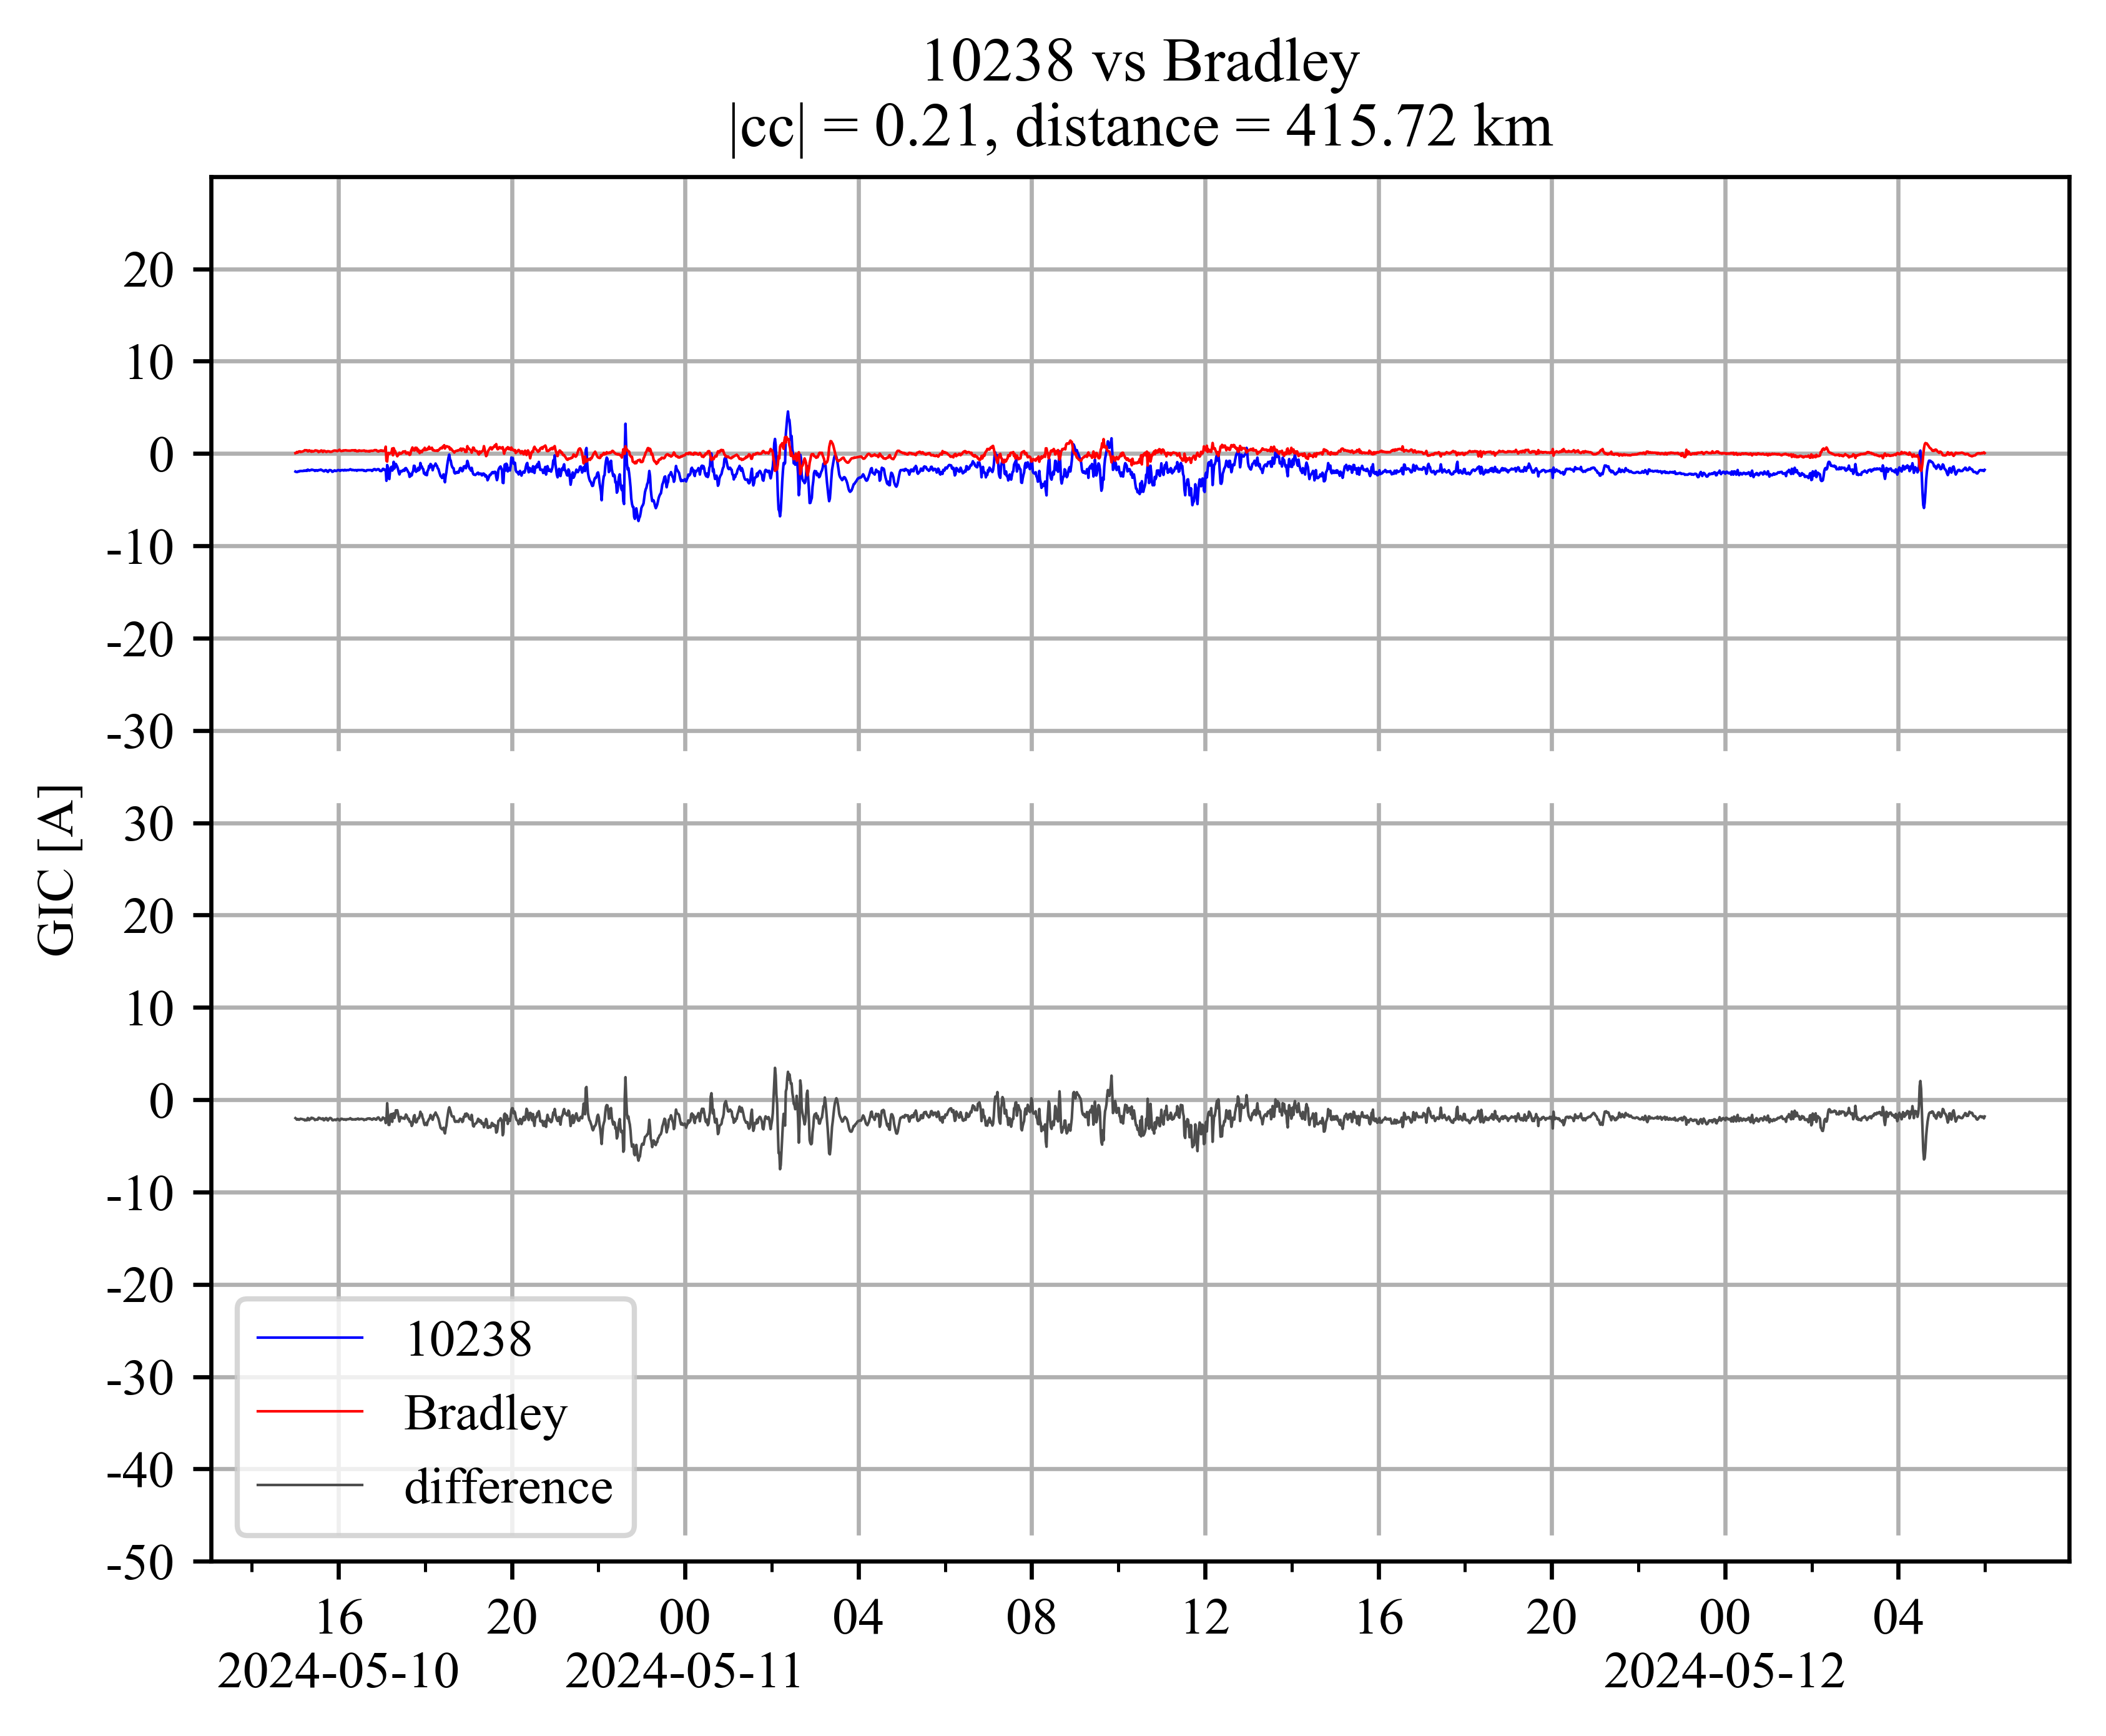 10238 vs Bradley
|cc| = 0.21, distance = 415.72 km
20
10
0
-10
-20
-30
30
20
10
0
-10
-20
-30
-40
-50
GIC [A]
10238
Bradley
difference
16 20 00 04 08 12 16 20 00 04
2024-05-10 2024-05-11 2024-05-12